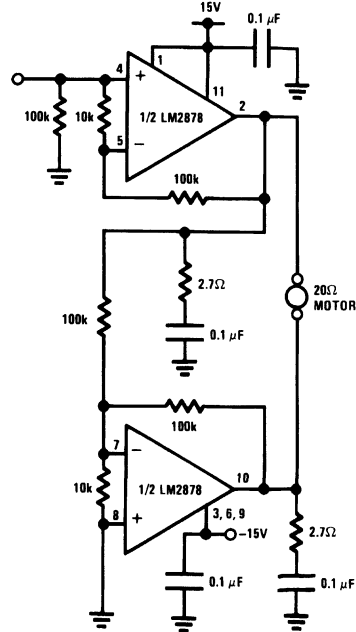 15V
0.1 µF
1
4
+
100k
10k
1/2 LM2878
2
5
−
11
100k
2.7Ω
20Ω
MOTOR
0.1 µF
100k
100k
7
−
10k
1/2 LM2878
10
8
+
3, 6, 9
−15V
2.7Ω
0.1 µF
0.1 µF